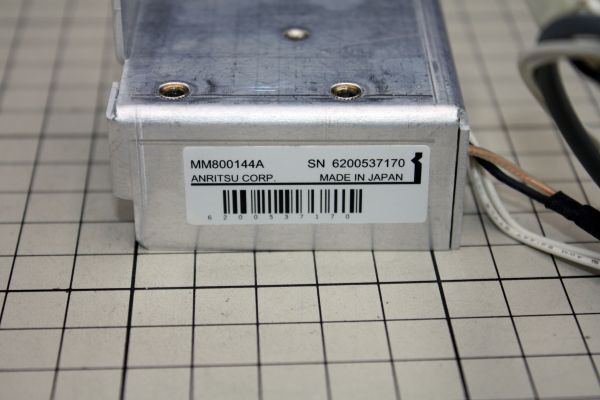 MM800144A SN 6200537170
ANRITSU CORP. MADE IN JAPAN
6200537170